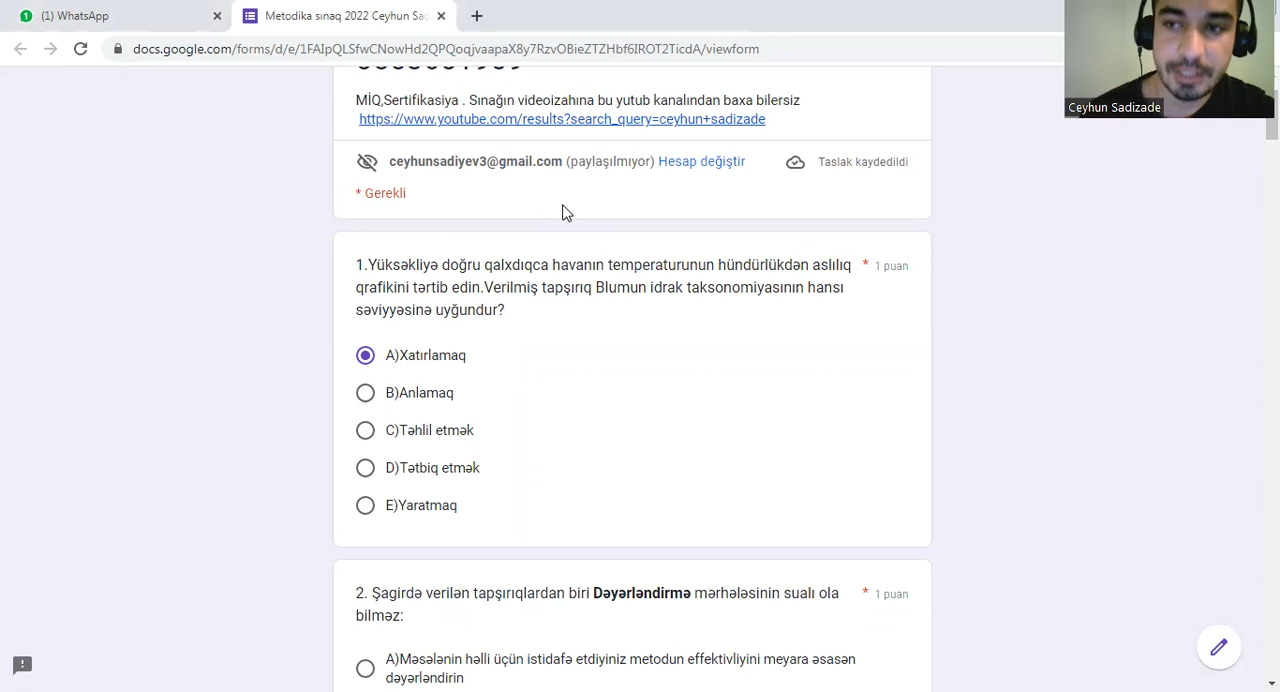 (1) WhatsApp
Metodika sınaq 2022 Ceyhun Sa
docs.google.com/forms/d/e/1FAIpQLSfwCNowHd2QPQoqjvaapaX8y7RzvOBieZTZHbf6IROT2TicdA/viewform
Ceyhun Sadizade
MİQ,Sertifikasiya . Sınağın videoizahına bu yutub kanalından baxa bilersiz
https://www.youtube.com/results?search_query=ceyhun+sadizade
ceyhunsadiyev3@gmail.com (paylaşılmıyor) Hesap değiştir
Taslak kaydedildi
* Gerekli
1.Yüksəkliyə doğru qalxdıqca havanın temperaturunun hündürlükdən aslılıq * 1 puan
qrafikini tərtib edin.Verilmiş tapşırıq Blumun idrak taksonomiyasının hansı
səviyyəsinə uyğundur?
A)Xatırlamaq
B)Anlamaq
C)Təhlil etmək
D)Tətbiq etmək
E)Yaratmaq
2. Şagirdə verilən tapşırıqlardan biri Dəyərləndirmə mərhələsinin sualı ola * 1 puan
bilməz:
A)Məsələnin həlli üçün istidafə etdiyiniz metodun effektivliyini meyara əsasən
dəyərləndirin